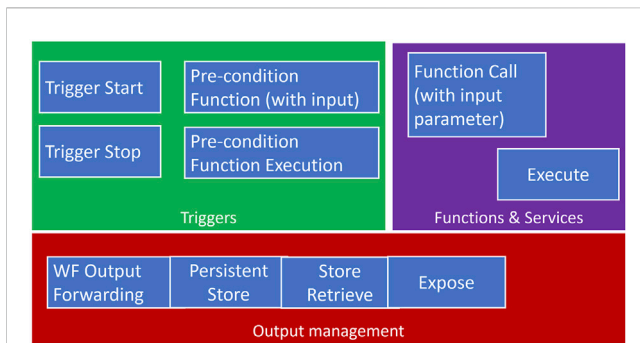 Trigger Start
Pre-condition
Function (with input)
Trigger Stop
Pre-condition
Function Execution
Triggers
Function Call
(with input
parameter)
Execute
Functions & Services
WF Output
Forwarding
Persistent
Store
Store
Retrieve
Expose
Output management